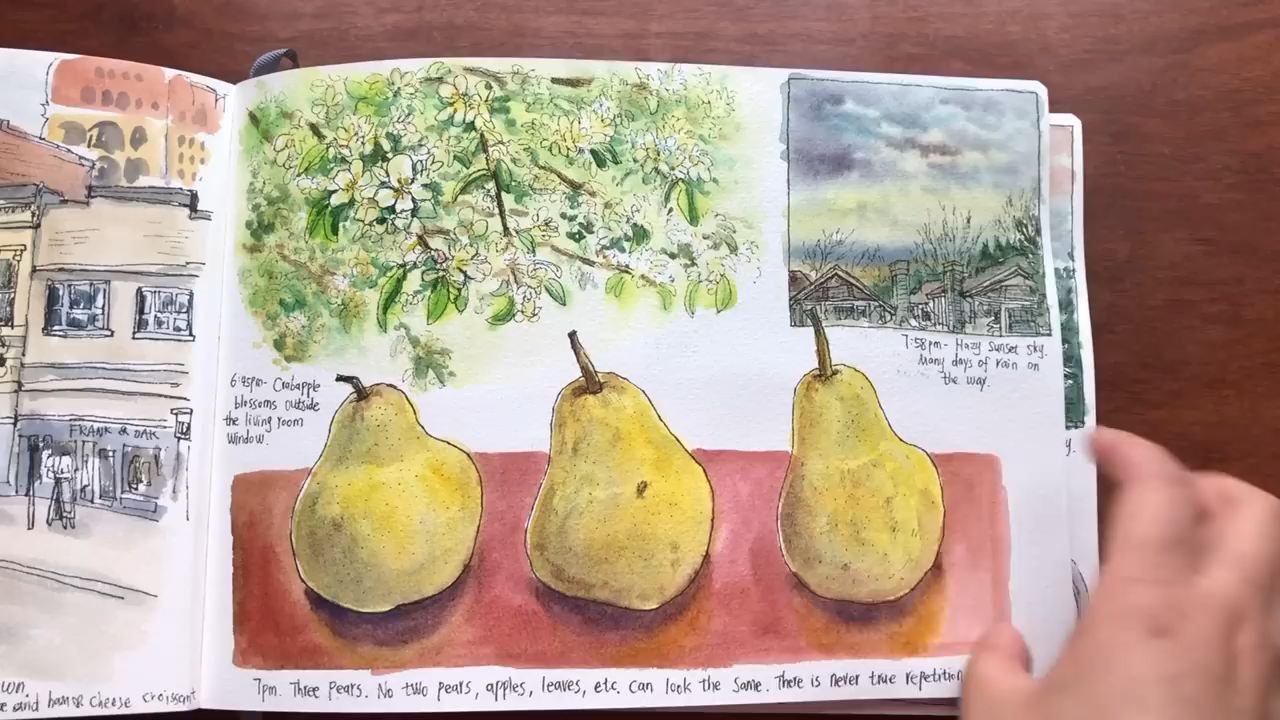 FRANK & OAK
own.
and ham & cheese croissant
6:45pm- Crabapple
blossoms outside
the living room
window.
7:58pm- Hazy sunset sky.
Many days of rain on
the way.
y.
7pm. Three pears. No two pears, apples, leaves, etc. can look the same. There is never true repetition